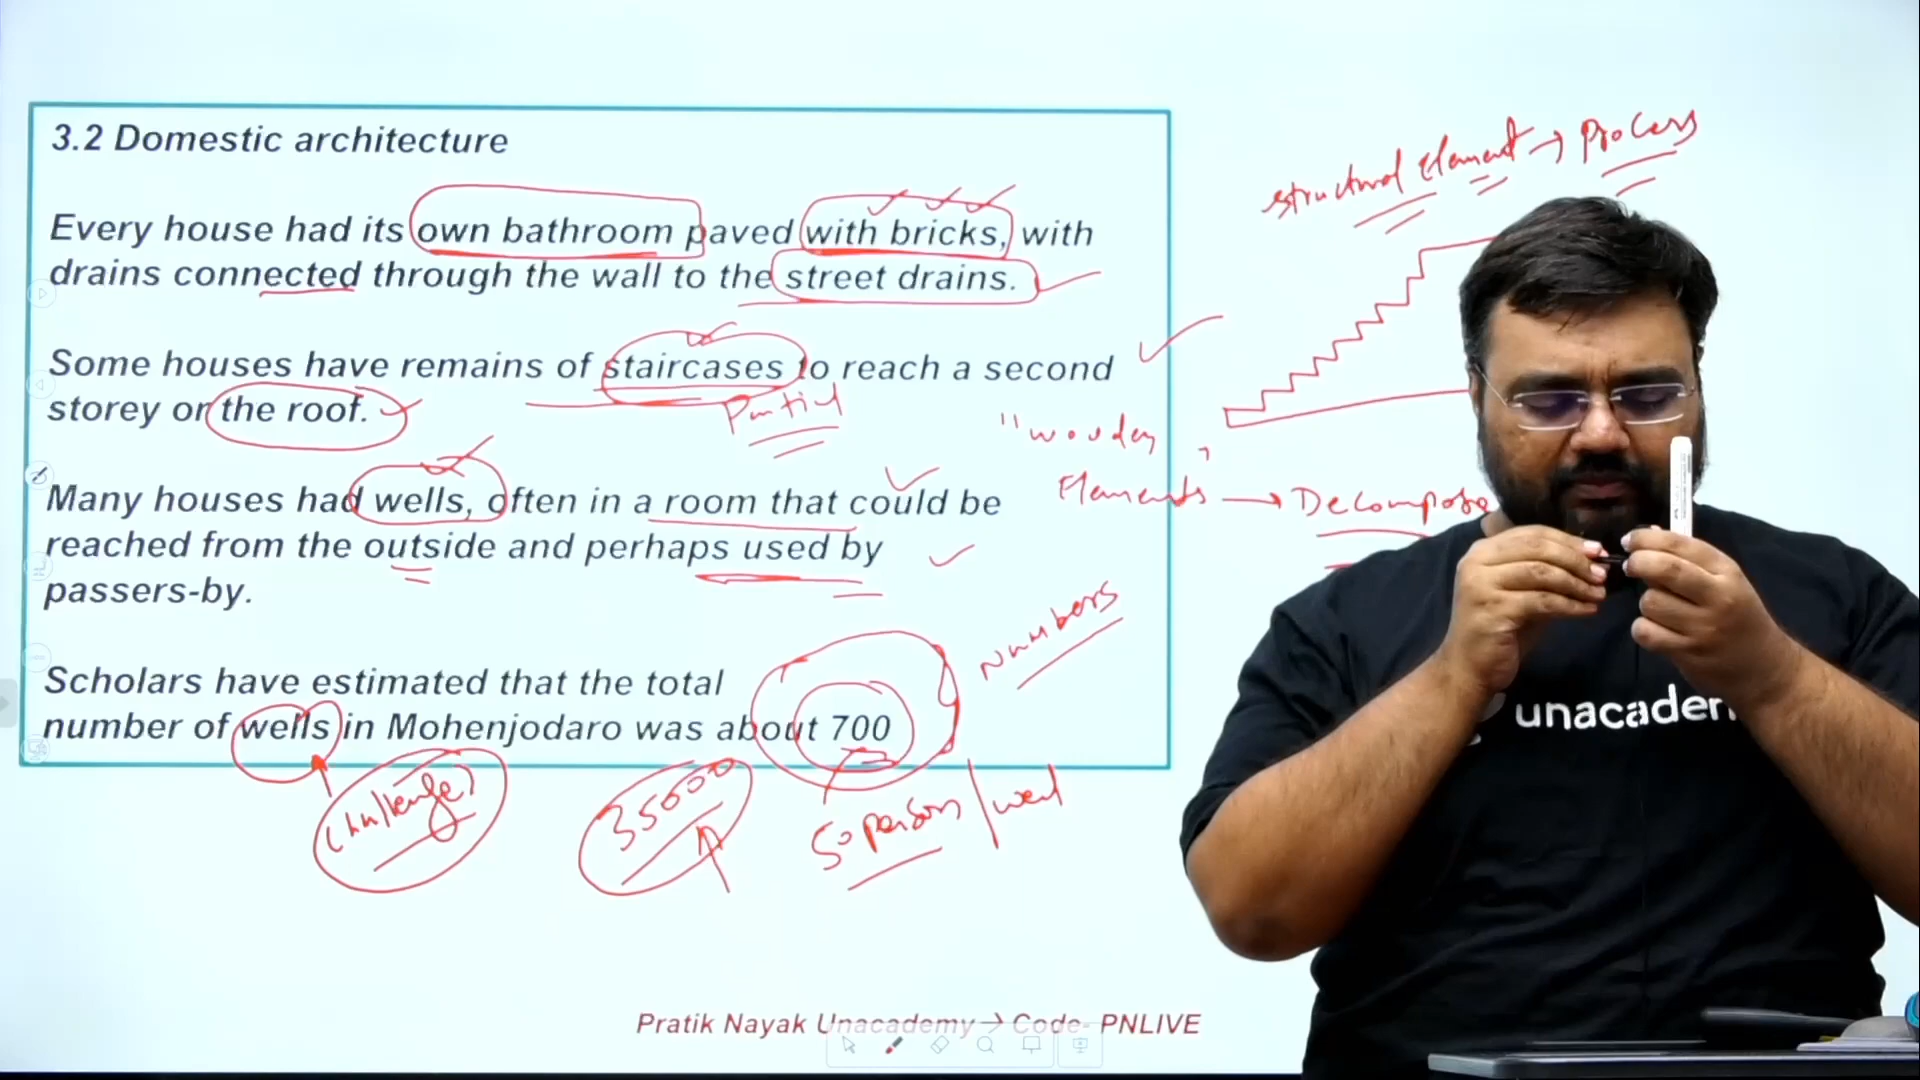 3.2 Domestic architecture
structural Element → Process
Every house had its own bathroom paved with bricks, with
drains connected through the wall to the street drains.
Some houses have remains of staircases to reach a second
storey or the roof.
Partial
"wooden
Elements" → Decompose
Many houses had wells, often in a room that could be
reached from the outside and perhaps used by
passers-by.
Numbers
Scholars have estimated that the total
number of wells in Mohenjodaro was about 700
(challenge)
35000
50 person/well
unacadem
Pratik Nayak Unacademy→ Code- PNLIVE